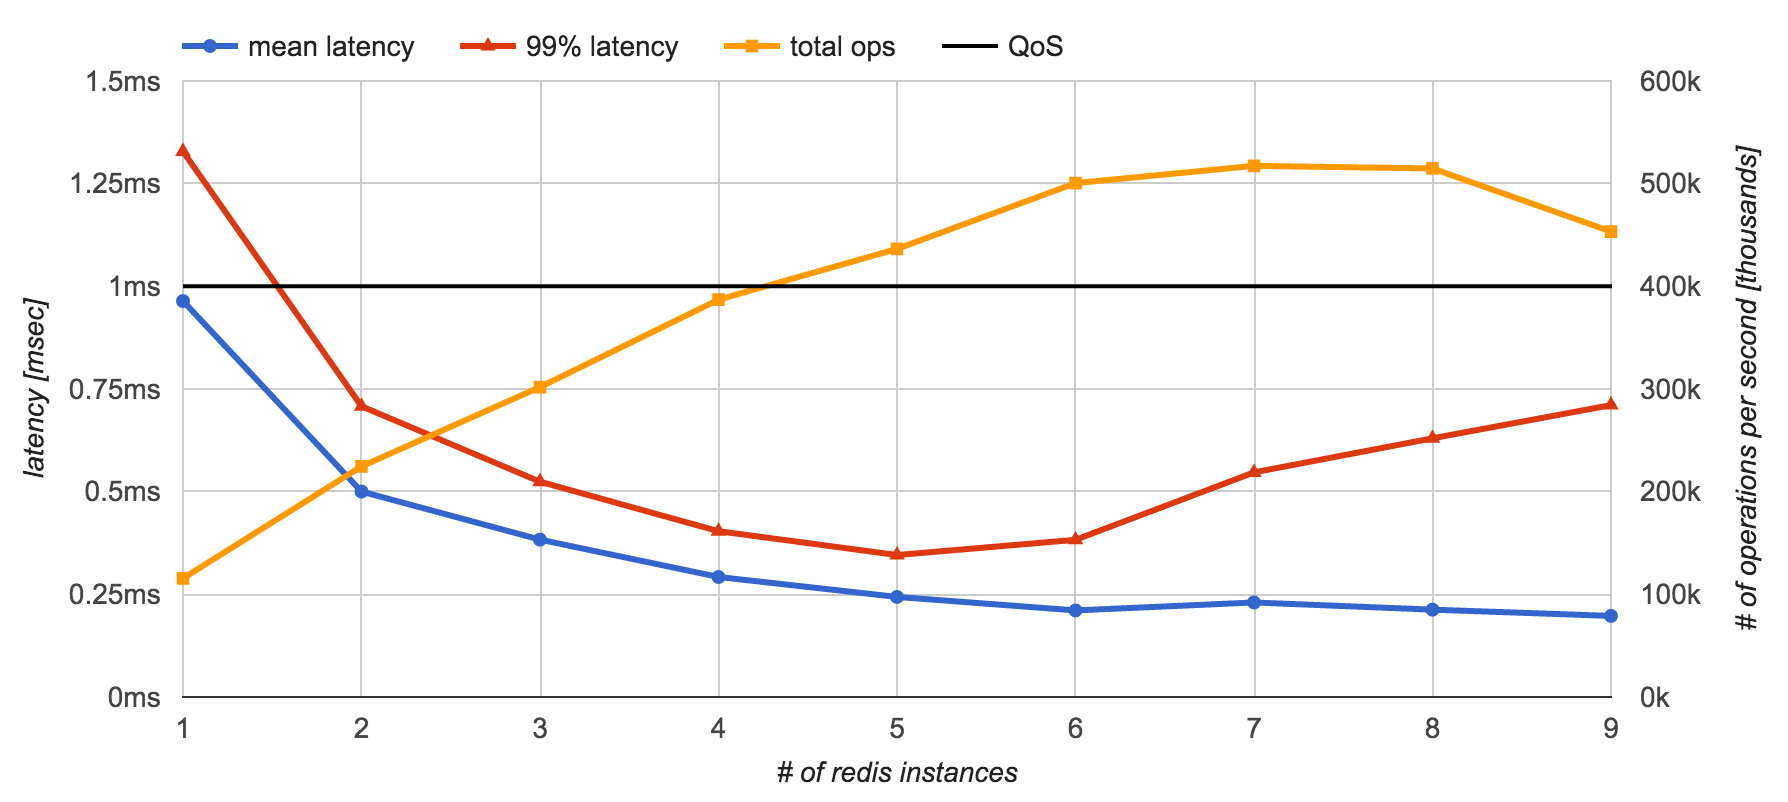 mean latency 99% latency total ops QoS
1.5ms
1.25ms
1ms
0.75ms
0.5ms
0.25ms
0ms
latency [msec]
600k
500k
400k
300k
200k
100k
0k
# of operations per second [thousands]
1 2 3 4 5 6 7 8 9
# of redis instances